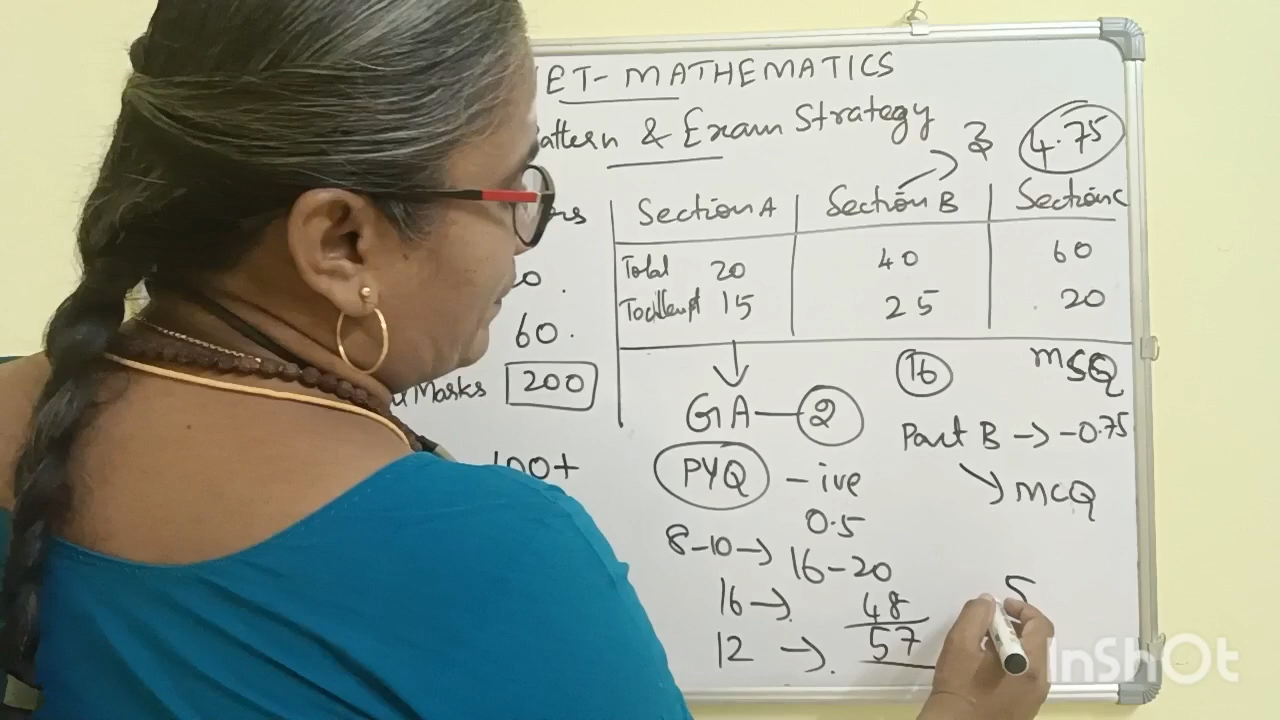 ET-MATHEMATICS
attern & Exam Strategy
3 4.75
Section A Section B Section C
Total 20 40 60
15 25 20
60.
Marks 200
100+
16 MSQ
GA-2
Part B → -0.75
PYQ -ive
MCQ
0.5
8-10 → 16-20
16 → 48
12 → 57
5
InShOt